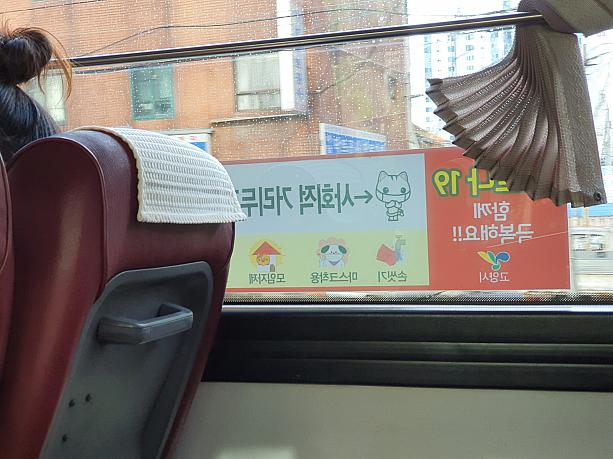 나 19
함께
극복해요!!
고양시
←사회적 거리두
손씻기
마스크착용
모임자제